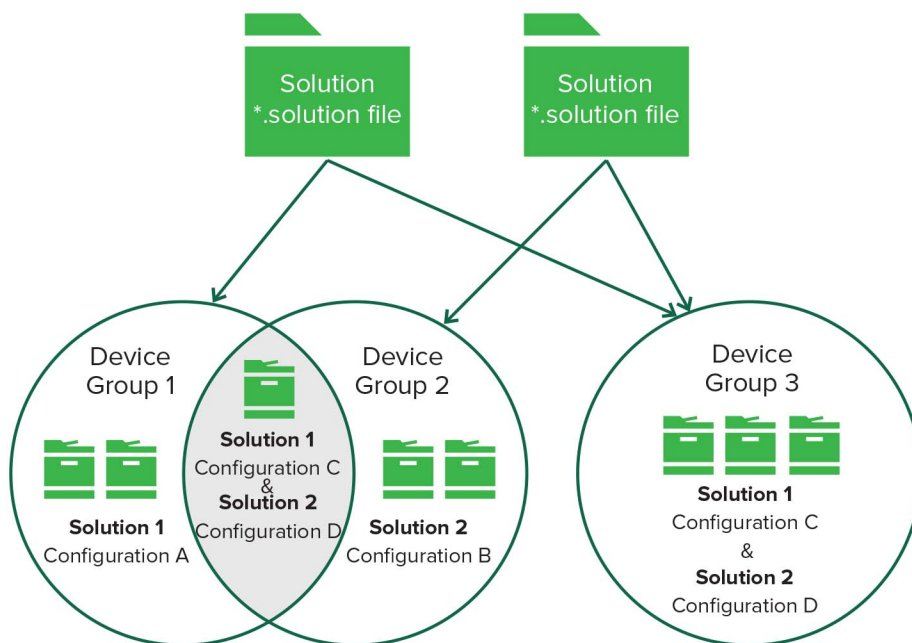 Solution
*.solution file
Solution
*.solution file
Device
Group 1
Solution 1
Configuration A
Solution 1
Configuration C
&
Solution 2
Configuration D
Device
Group 2
Solution 2
Configuration B
Device
Group 3
Solution 1
Configuration C
&
Solution 2
Configuration D